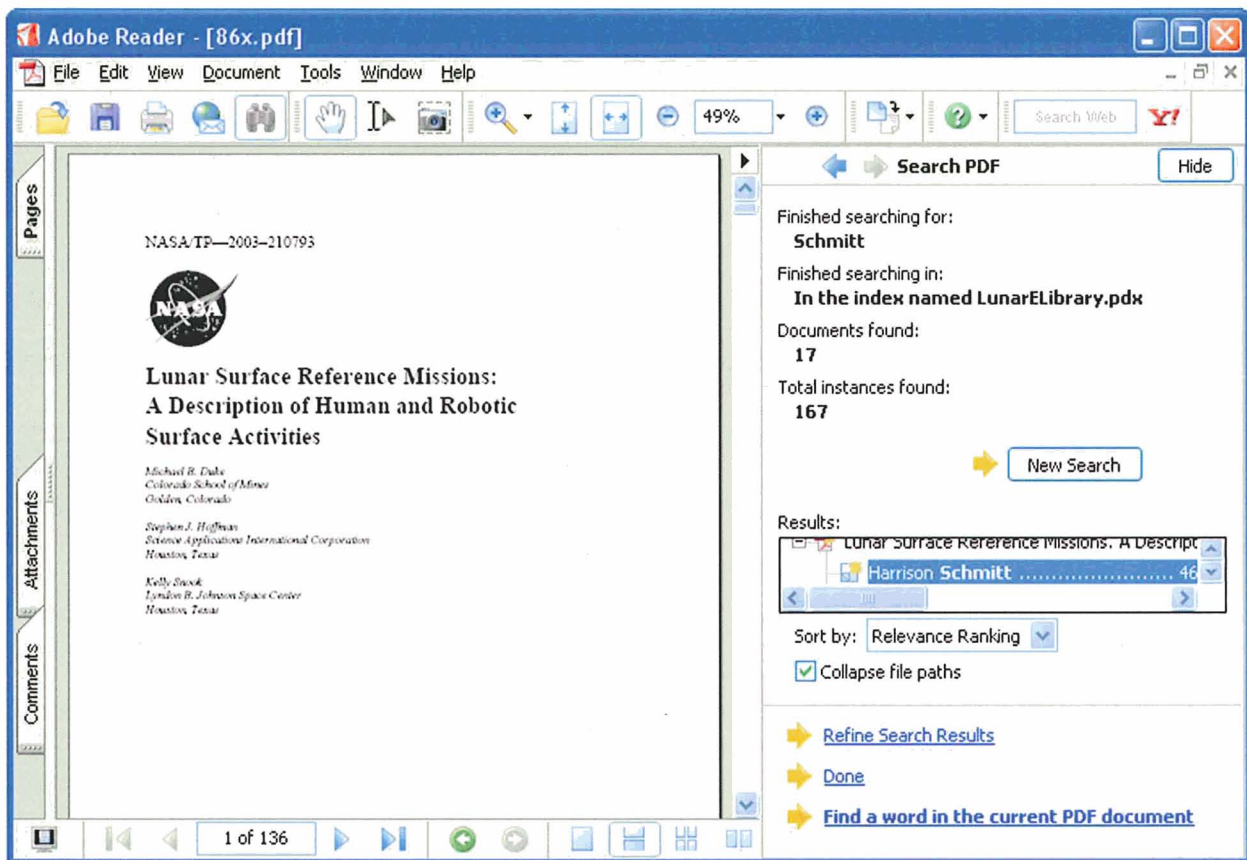 Adobe Reader - [86x.pdf]
File Edit View Document Tools Window Help
49%
Search Web
Y!
Pages
Attachments
Comments
NASA/TP—2003–210793
NASA
Lunar Surface Reference Missions:
A Description of Human and Robotic
Surface Activities
Michael B. Duke
Colorado School of Mines
Golden, Colorado
Stephen J. Hoffman
Science Applications International Corporation
Houston, Texas
Kelly Snook
Lyndon B. Johnson Space Center
Houston, Texas
1 of 136
Search PDF
Hide
Finished searching for:
Schmitt
Finished searching in:
In the index named LunarELibrary.pdx
Documents found:
17
Total instances found:
167
New Search
Results:
Lunar Surface Reference Missions: A Descript
Harrison Schmitt ........................ 46
Sort by: Relevance Ranking
Collapse file paths
Refine Search Results
Done
Find a word in the current PDF document